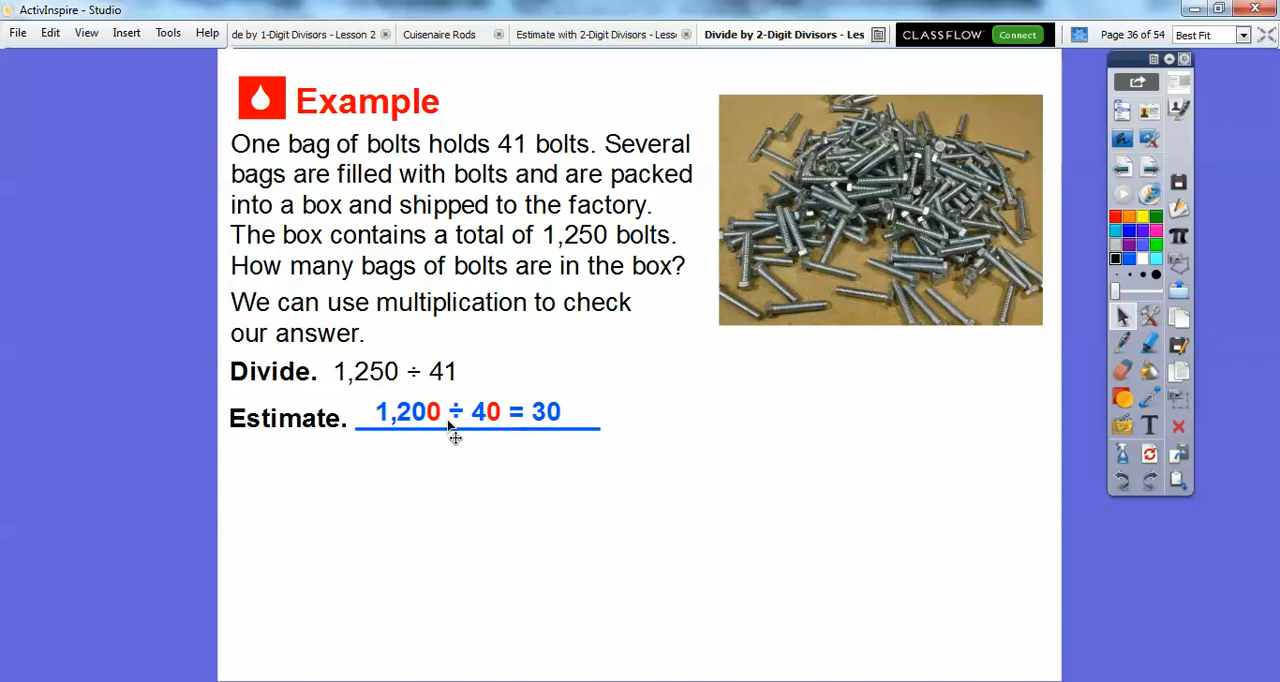 ActivInspire - Studio
File Edit View Insert Tools Help
de by 1-Digit Divisors - Lesson 2 Cuisenaire Rods Estimate with 2-Digit Divisors - Less Divide by 2-Digit Divisors - Les CLASSFLOW Connect Page 36 of 54 Best Fit
Example
One bag of bolts holds 41 bolts. Several
bags are filled with bolts and are packed
into a box and shipped to the factory.
The box contains a total of 1,250 bolts.
How many bags of bolts are in the box?
We can use multiplication to check
our answer.
Divide. 1,250 ÷ 41
Estimate. 1,200 ÷ 40 = 30